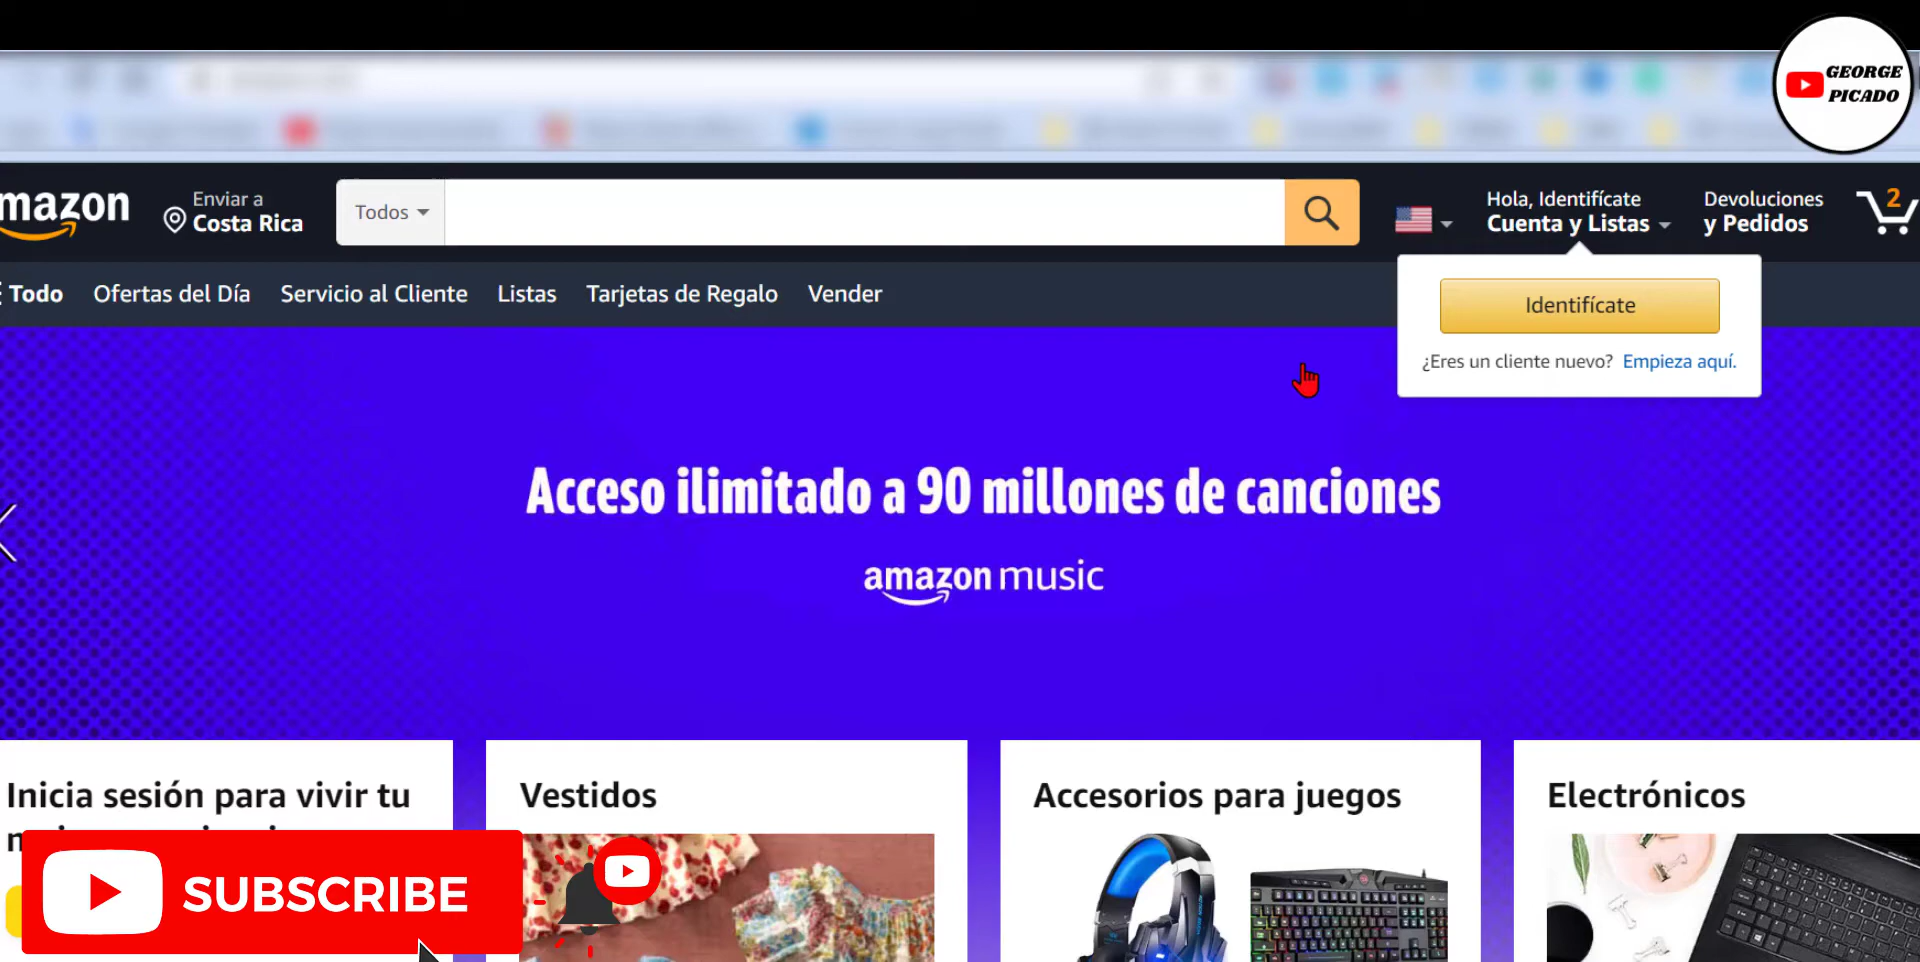 GEORGE
PICADO
mazon
Enviar a
Costa Rica
Todos
Hola, Identifícate
Cuenta y Listas
Devoluciones
y Pedidos
2
Todo
Ofertas del Día
Servicio al Cliente
Listas
Tarjetas de Regalo
Vender
Identifícate
¿Eres un cliente nuevo? Empieza aquí.
Acceso ilimitado a 90 millones de canciones
amazon music
Inicia sesión para vivir tu
Vestidos
Accesorios para juegos
Electrónicos
SUBSCRIBE